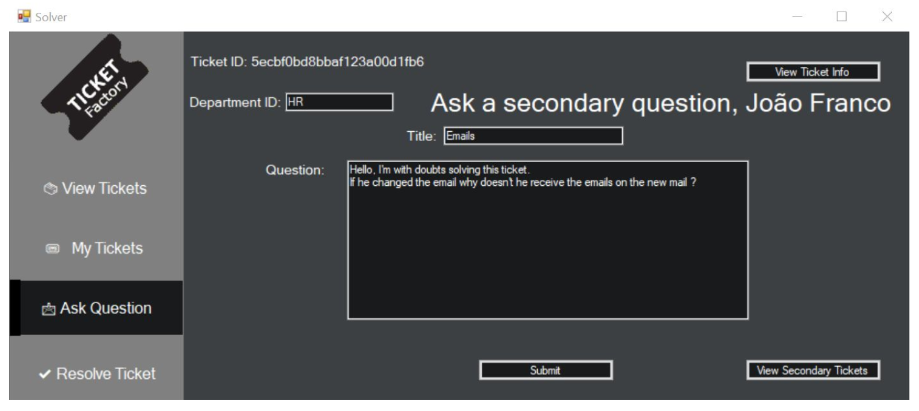 Solver
TICKET
Factory
Ticket ID: 5ecbf0bd8bbaf123a00d1fb6
View Ticket Info
Department ID: HR
Ask a secondary question, João Franco
Title: Emails
Question:
Hello, I'm with doubts solving this ticket.
If he changed the email why doesn't he receive the emails on the new mail ?
View Tickets
My Tickets
Ask Question
Resolve Ticket
Submit
View Secondary Tickets